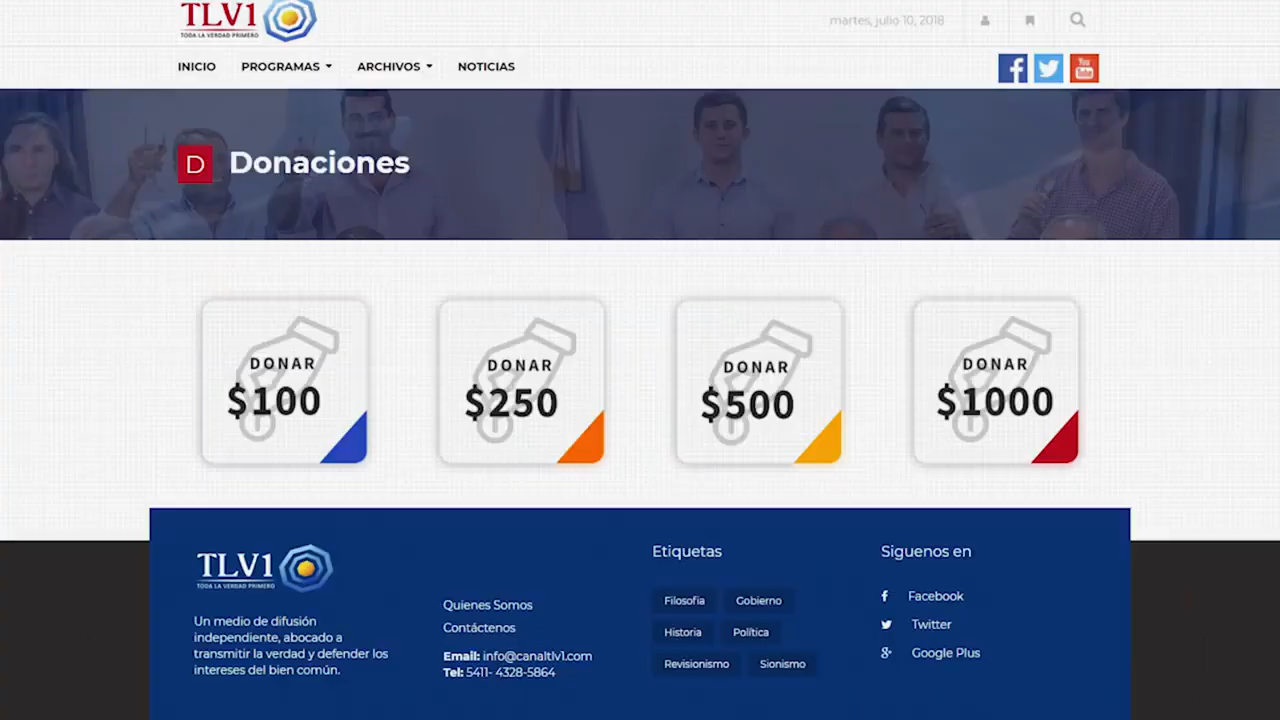 TLV1
TODA LA VERDAD PRIMERO
martes, julio 10, 2018
INICIO PROGRAMAS ARCHIVOS NOTICIAS
You Tube
D Donaciones
DONAR
$100
DONAR
$250
DONAR
$500
DONAR
$1000
TLV1
TODA LA VERDAD PRIMERO
Un medio de difusión
independiente, abocado a
transmitir la verdad y defender los
intereses del bien común.
Quienes Somos
Contáctenos
Email: info@canaltlv1.com
Tel: 5411- 4328-5864
Etiquetas
Filosofia Gobierno
Historia Política
Revisionismo Sionismo
Siguenos en
Facebook
Twitter
Google Plus